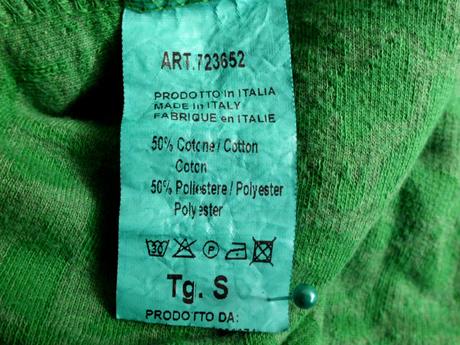 ART.723652
PRODOTTO in ITALIA
MADE in ITALY
FABRIQUE en ITALIE
50% Cotone / Cotton
Coton
50% Poliestere / Polyester
Polyester
30 P
Tg. S
PRODOTTO DA: